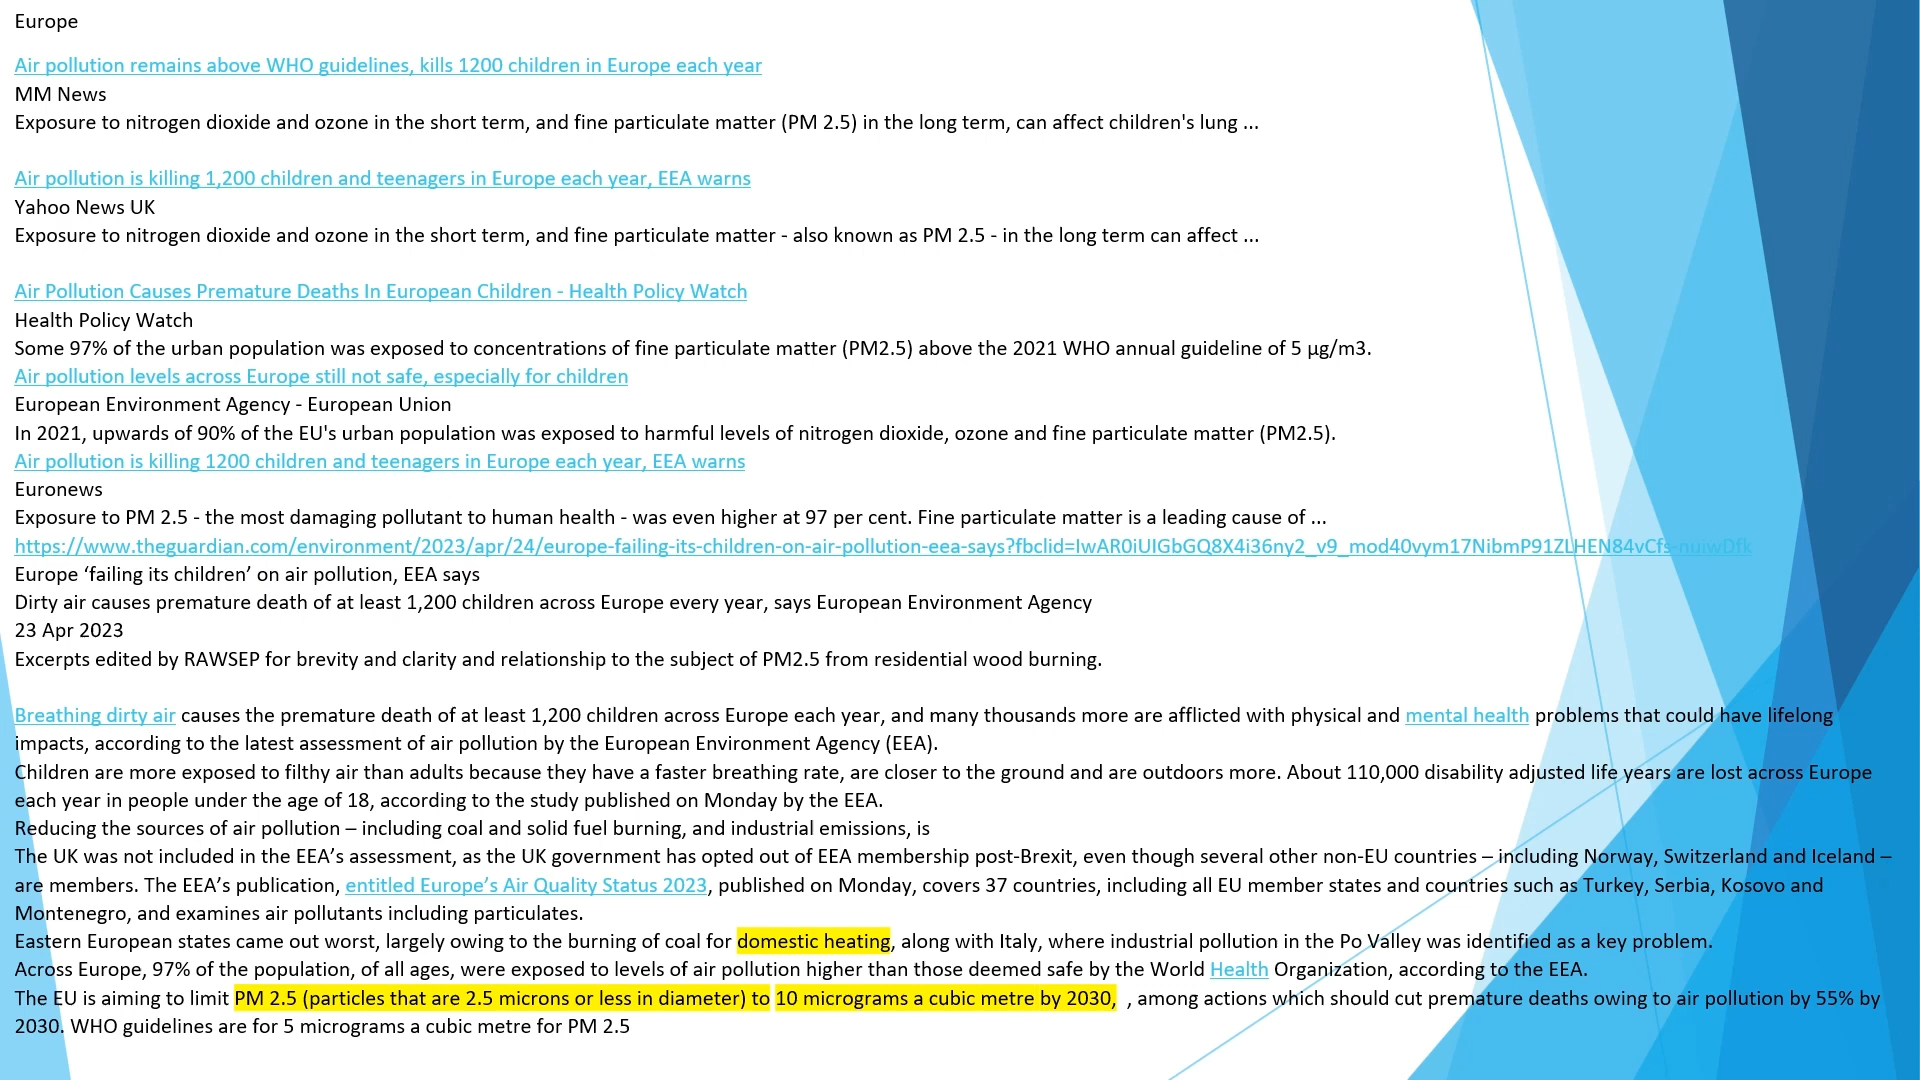 Europe
Air pollution remains above WHO guidelines, kills 1200 children in Europe each year
MM News
Exposure to nitrogen dioxide and ozone in the short term, and fine particulate matter (PM 2.5) in the long term, can affect children's lung ...
Air pollution is killing 1,200 children and teenagers in Europe each year, EEA warns
Yahoo News UK
Exposure to nitrogen dioxide and ozone in the short term, and fine particulate matter - also known as PM 2.5 - in the long term can affect ...
Air Pollution Causes Premature Deaths In European Children - Health Policy Watch
Health Policy Watch
Some 97% of the urban population was exposed to concentrations of fine particulate matter (PM2.5) above the 2021 WHO annual guideline of 5 µg/m3.
Air pollution levels across Europe still not safe, especially for children
European Environment Agency - European Union
In 2021, upwards of 90% of the EU's urban population was exposed to harmful levels of nitrogen dioxide, ozone and fine particulate matter (PM2.5).
Air pollution is killing 1200 children and teenagers in Europe each year, EEA warns
Euronews
Exposure to PM 2.5 - the most damaging pollutant to human health - was even higher at 97 per cent. Fine particulate matter is a leading cause of ...
https://www.theguardian.com/environment/2023/apr/24/europe-failing-its-children-on-air-pollution-eea-says?fbclid=IwAR0iUIGbGQ8X4i36ny2_v9_mod40vym17NibmP91ZLHEN84vCfs-nuiwDfk
Europe ‘failing its children’ on air pollution, EEA says
Dirty air causes premature death of at least 1,200 children across Europe every year, says European Environment Agency
23 Apr 2023
Excerpts edited by RAWSEP for brevity and clarity and relationship to the subject of PM2.5 from residential wood burning.
Breathing dirty air causes the premature death of at least 1,200 children across Europe each year, and many thousands more are afflicted with physical and mental health problems that could have lifelong
impacts, according to the latest assessment of air pollution by the European Environment Agency (EEA).
Children are more exposed to filthy air than adults because they have a faster breathing rate, are closer to the ground and are outdoors more. About 110,000 disability adjusted life years are lost across Europe
each year in people under the age of 18, according to the study published on Monday by the EEA.
Reducing the sources of air pollution – including coal and solid fuel burning, and industrial emissions, is
The UK was not included in the EEA’s assessment, as the UK government has opted out of EEA membership post-Brexit, even though several other non-EU countries – including Norway, Switzerland and Iceland –
are members. The EEA’s publication, entitled Europe’s Air Quality Status 2023, published on Monday, covers 37 countries, including all EU member states and countries such as Turkey, Serbia, Kosovo and
Montenegro, and examines air pollutants including particulates.
Eastern European states came out worst, largely owing to the burning of coal for domestic heating, along with Italy, where industrial pollution in the Po Valley was identified as a key problem.
Across Europe, 97% of the population, of all ages, were exposed to levels of air pollution higher than those deemed safe by the World Health Organization, according to the EEA.
The EU is aiming to limit PM 2.5 (particles that are 2.5 microns or less in diameter) to 10 micrograms a cubic metre by 2030, , among actions which should cut premature deaths owing to air pollution by 55% by
2030. WHO guidelines are for 5 micrograms a cubic metre for PM 2.5